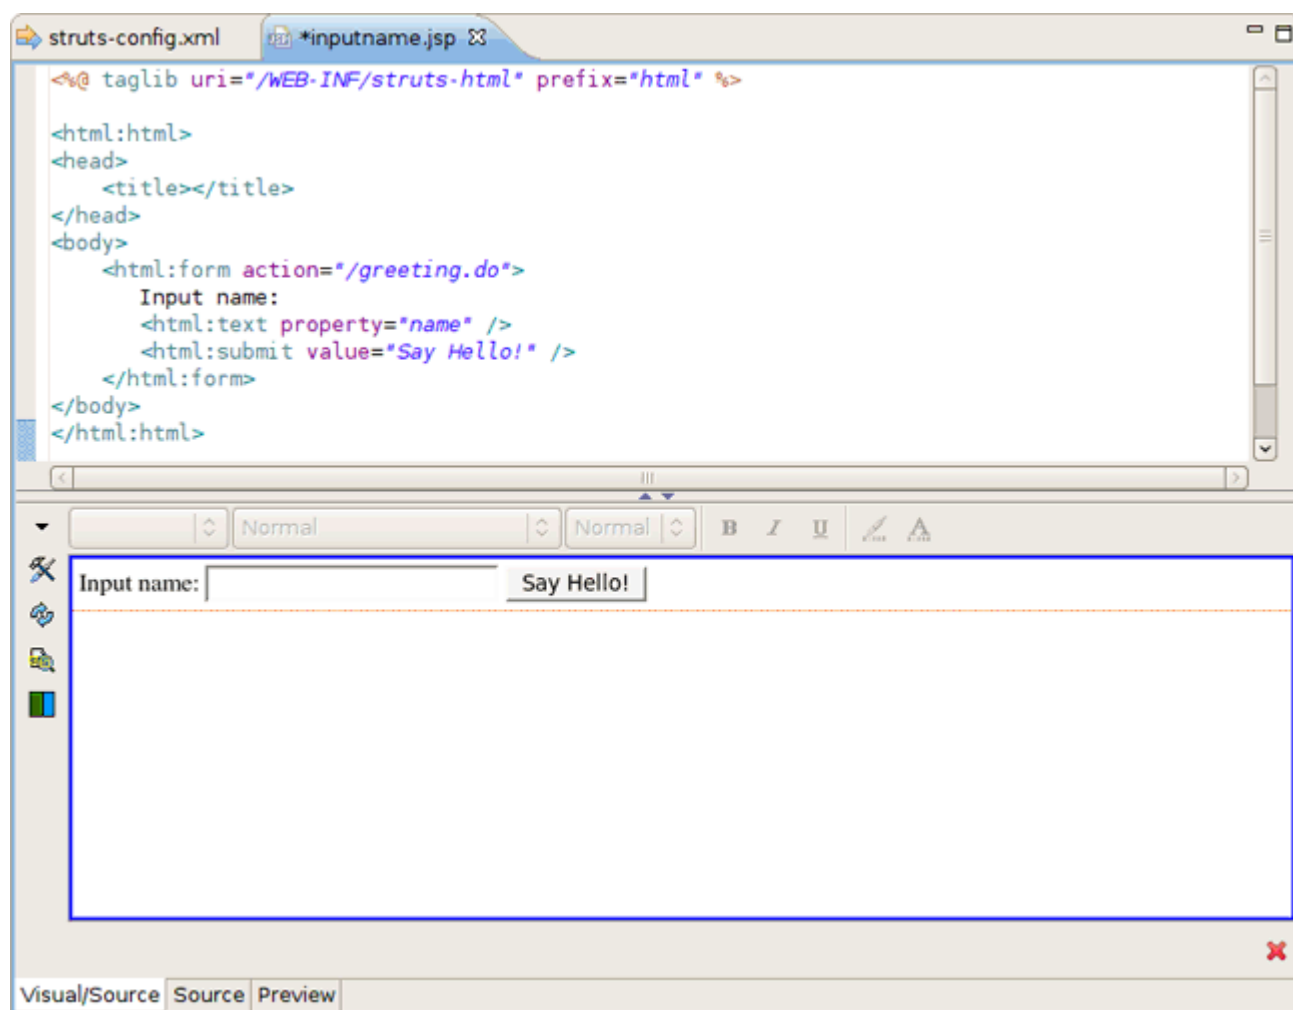 struts-config.xml *inputname.jsp
<%@ taglib uri="/WEB-INF/struts-html" prefix="html" %>
<html:html>
<head>
<title></title>
</head>
<body>
<html:form action="/greeting.do">
Input name:
<html:text property="name" />
<html:submit value="Say Hello!" />
</html:form>
</body>
</html:html>
Normal Normal B I U A
Input name: Say Hello!
Visual/Source Source Preview